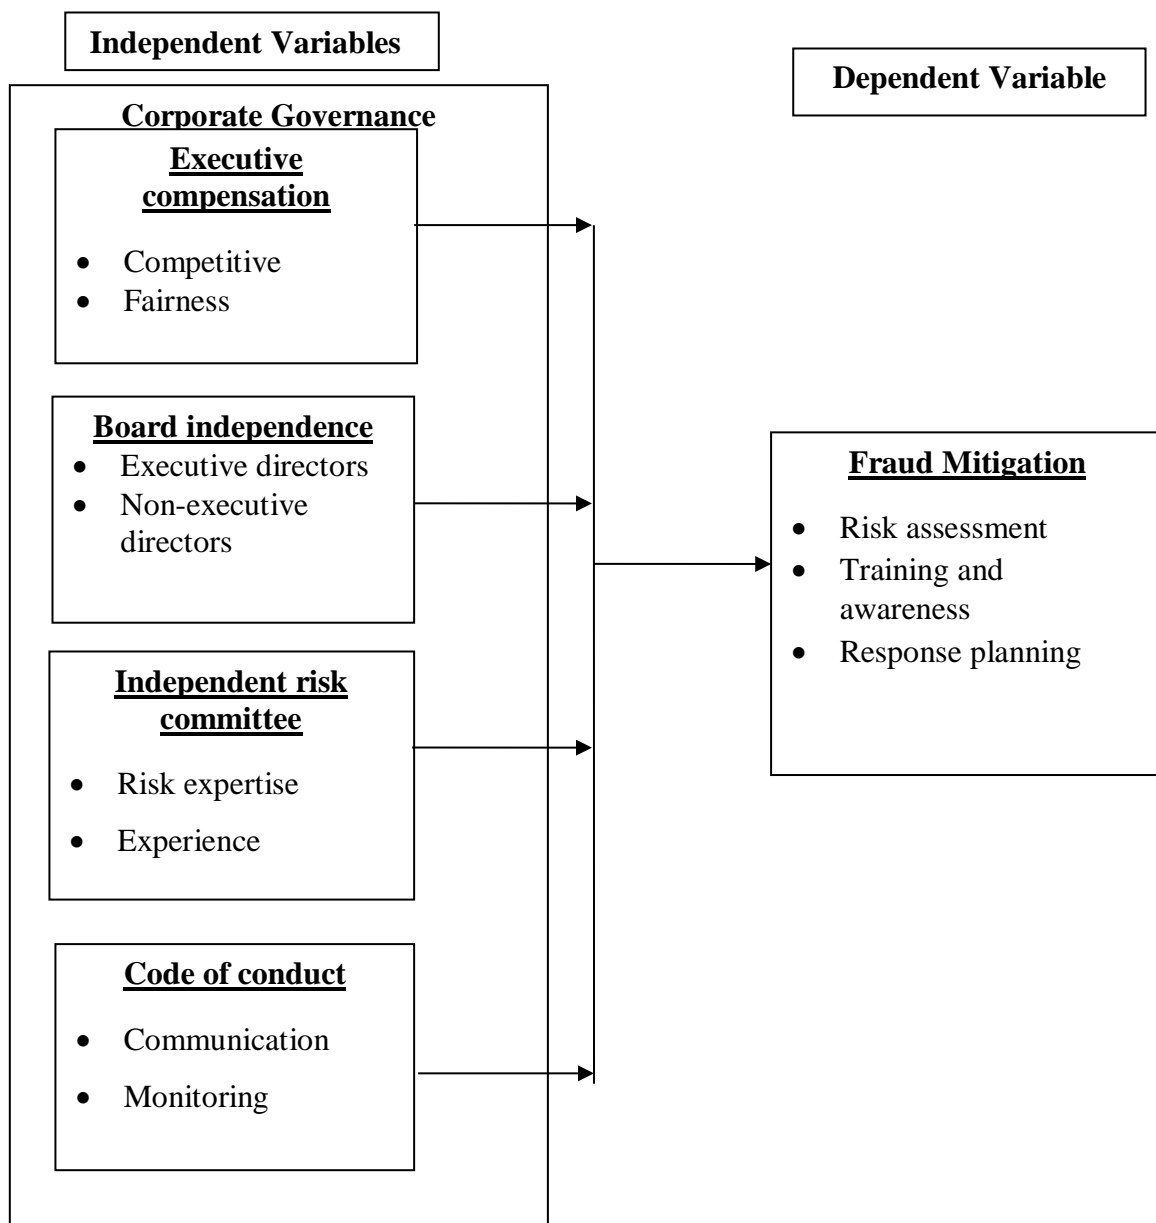 Independent Variables
Dependent Variable
Corporate Governance
Executive
compensation
• Competitive
• Fairness
Board independence
• Executive directors
• Non-executive
directors
Independent risk
committee
• Risk expertise
• Experience
Code of conduct
• Communication
• Monitoring
Fraud Mitigation
• Risk assessment
• Training and
awareness
• Response planning